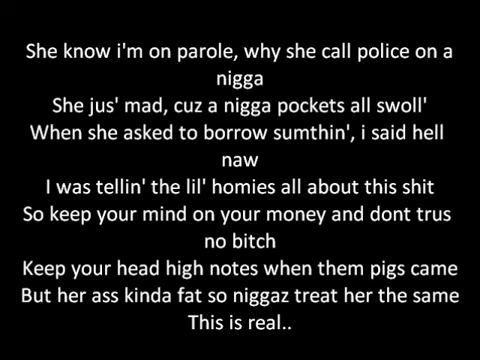 She know i'm on parole, why she call police on a
nigga
She jus' mad, cuz a nigga pockets all swoll'
When she asked to borrow sumthin', i said hell
naw
I was tellin' the lil' homies all about this shit
So keep your mind on your money and dont trus
no bitch
Keep your head high notes when them pigs came
But her ass kinda fat so niggaz treat her the same
This is real..